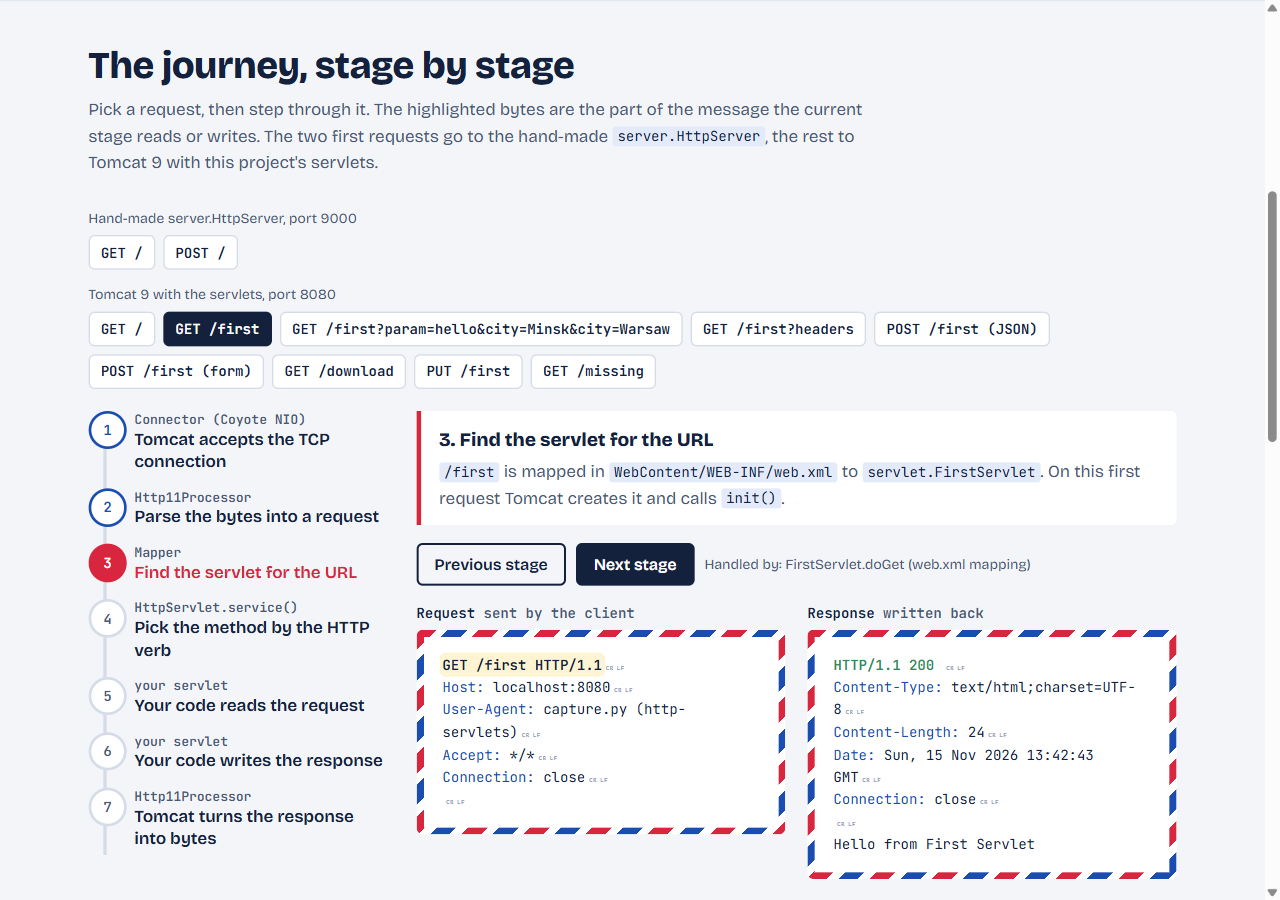 The journey, stage by stage
Pick a request, then step through it. The highlighted bytes are the part of the message the current
stage reads or writes. The two first requests go to the hand-made server.HttpServer, the rest to
Tomcat 9 with this project's servlets.
Hand-made server.HttpServer, port 9000
GET /
POST /
Tomcat 9 with the servlets, port 8080
GET /
GET /first
GET /first?param=hello&city=Minsk&city=Warsaw
GET /first?headers
POST /first (JSON)
POST /first (form)
GET /download
PUT /first
GET /missing
1
Connector (Coyote NIO)
Tomcat accepts the TCP
connection
2
Http11Processor
Parse the bytes into a request
3
Mapper
Find the servlet for the URL
4
HttpServlet.service()
Pick the method by the HTTP
verb
5
your servlet
Your code reads the request
6
your servlet
Your code writes the response
7
Http11Processor
Tomcat turns the response
into bytes
3. Find the servlet for the URL
/first is mapped in WebContent/WEB-INF/web.xml to servlet.FirstServlet. On this first
request Tomcat creates it and calls init().
Previous stage
Next stage
Handled by: FirstServlet.doGet (web.xml mapping)
Request sent by the client
GET /first HTTP/1.1 CR LF
Host: localhost:8080 CR LF
User-Agent: capture.py (http-
servlets) CR LF
Accept: */* CR LF
Connection: close CR LF
CR LF
Response written back
HTTP/1.1 200 CR LF
Content-Type: text/html;charset=UTF-
8 CR LF
Content-Length: 24 CR LF
Date: Sun, 15 Nov 2026 13:42:43
GMT CR LF
Connection: close CR LF
CR LF
Hello from First Servlet